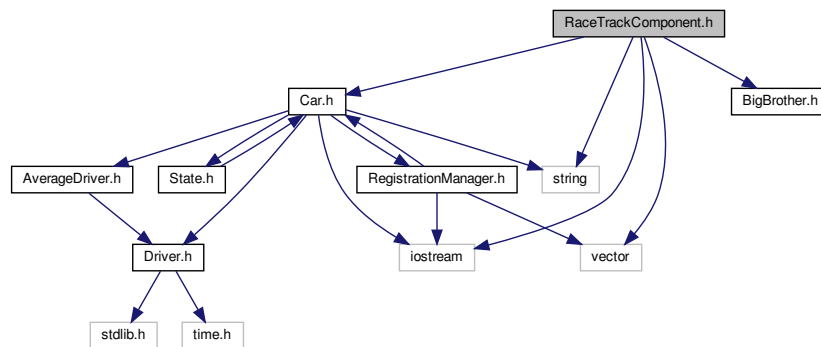 RaceTrackComponent.h
Car.h
BigBrother.h
AverageDriver.h
State.h
RegistrationManager.h
string
Driver.h
iostream
vector
stdlib.h
time.h